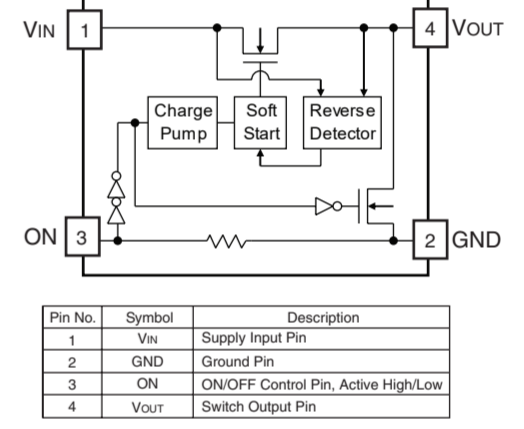 VIN 1
4 VOUT
Charge Pump
Soft Start
Reverse Detector
ON 3
2 GND
Pin No. Symbol Description
1 VIN Supply Input Pin
2 GND Ground Pin
3 ON ON/OFF Control Pin, Active High/Low
4 VOUT Switch Output Pin